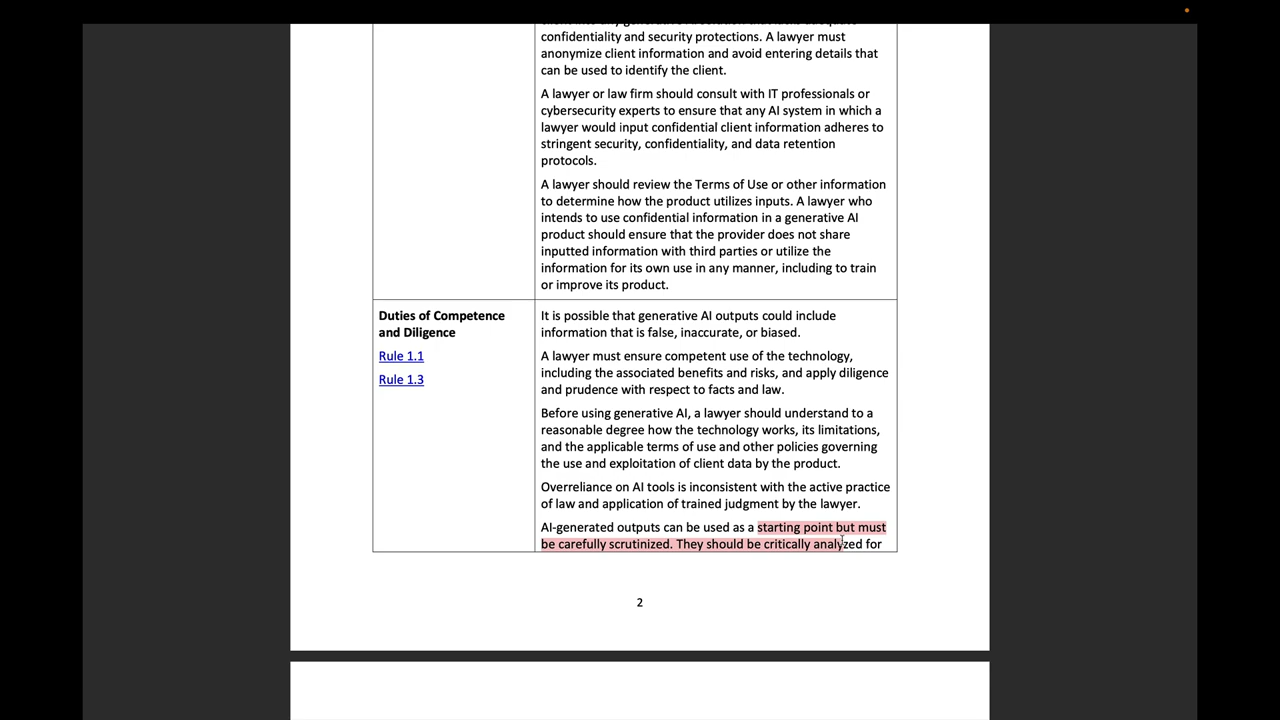 confidentiality and security protections. A lawyer must
anonymize client information and avoid entering details that
can be used to identify the client.
A lawyer or law firm should consult with IT professionals or
cybersecurity experts to ensure that any AI system in which a
lawyer would input confidential client information adheres to
stringent security, confidentiality, and data retention
protocols.
A lawyer should review the Terms of Use or other information
to determine how the product utilizes inputs. A lawyer who
intends to use confidential information in a generative AI
product should ensure that the provider does not share
inputted information with third parties or utilize the
information for its own use in any manner, including to train
or improve its product.
Duties of Competence
and Diligence
Rule 1.1
Rule 1.3
It is possible that generative AI outputs could include
information that is false, inaccurate, or biased.
A lawyer must ensure competent use of the technology,
including the associated benefits and risks, and apply diligence
and prudence with respect to facts and law.
Before using generative AI, a lawyer should understand to a
reasonable degree how the technology works, its limitations,
and the applicable terms of use and other policies governing
the use and exploitation of client data by the product.
Overreliance on AI tools is inconsistent with the active practice
of law and application of trained judgment by the lawyer.
AI-generated outputs can be used as a starting point but must
be carefully scrutinized. They should be critically analyzed for
2